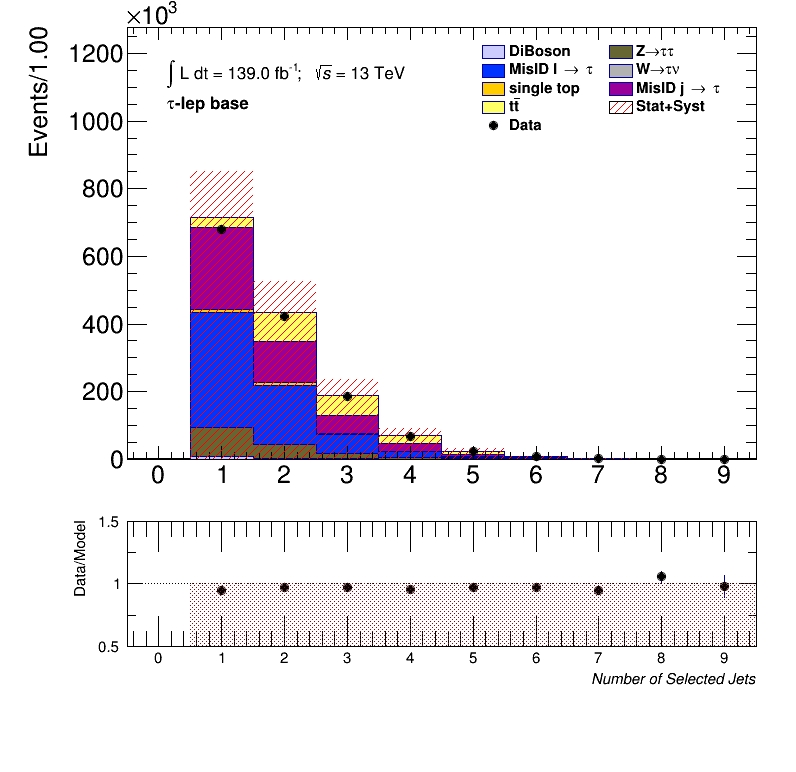 ×10³
Events/1.00
1200
1000
800
600
400
200
0
∫ L dt = 139.0 fb⁻¹; √s = 13 TeV
τ-lep base
DiBoson
MisID l → τ
single top
tt̄
Data
Z→ττ
W→τν
MisID j → τ
Stat+Syst
0 1 2 3 4 5 6 7 8 9
Data/Model
1.5
1
0.5
0 1 2 3 4 5 6 7 8 9
Number of Selected Jets